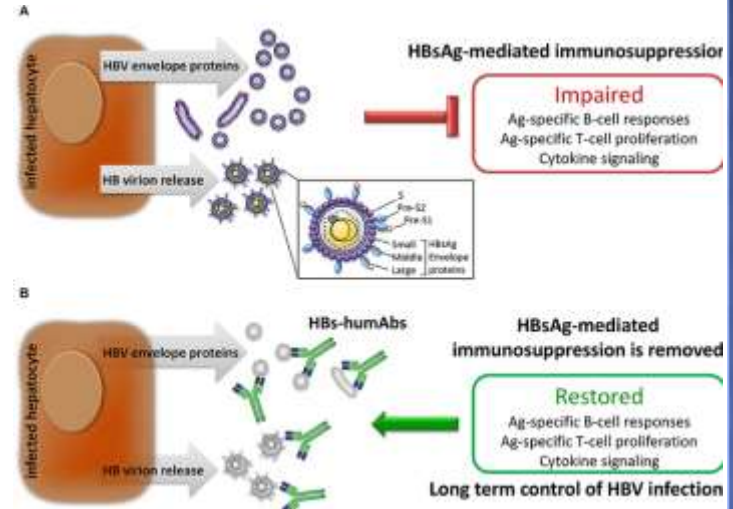 A
infected hepatocyte
HBV envelope proteins
HB virion release
HBsAg-mediated immunosuppression
Impaired
Ag-specific B-cell responses
Ag-specific T-cell proliferation
Cytokine signaling
S
Pre-S2
Pre-S1
Small
Middle
Large
HBsAg
Envelope
proteins
B
infected hepatocyte
HBV envelope proteins
HB virion release
HBs-humAbs
HBsAg-mediated
immunosuppression is removed
Restored
Ag-specific B-cell responses
Ag-specific T-cell proliferation
Cytokine signaling
Long term control of HBV infection